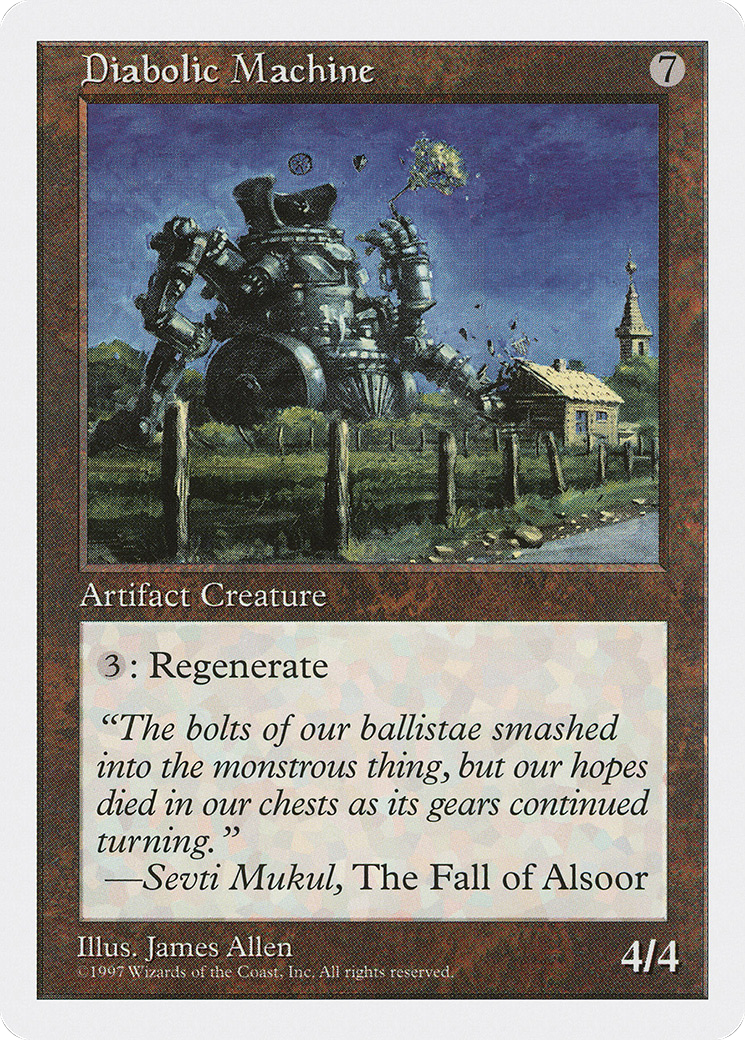 Diabolic Machine 7
Artifact Creature
3: Regenerate
“The bolts of our ballistae smashed
into the monstrous thing, but our hopes
died in our chests as its gears continued
turning.”
—Sevti Mukul, The Fall of Alsoor
Illus. James Allen
©1997 Wizards of the Coast, Inc. All rights reserved.
4/4